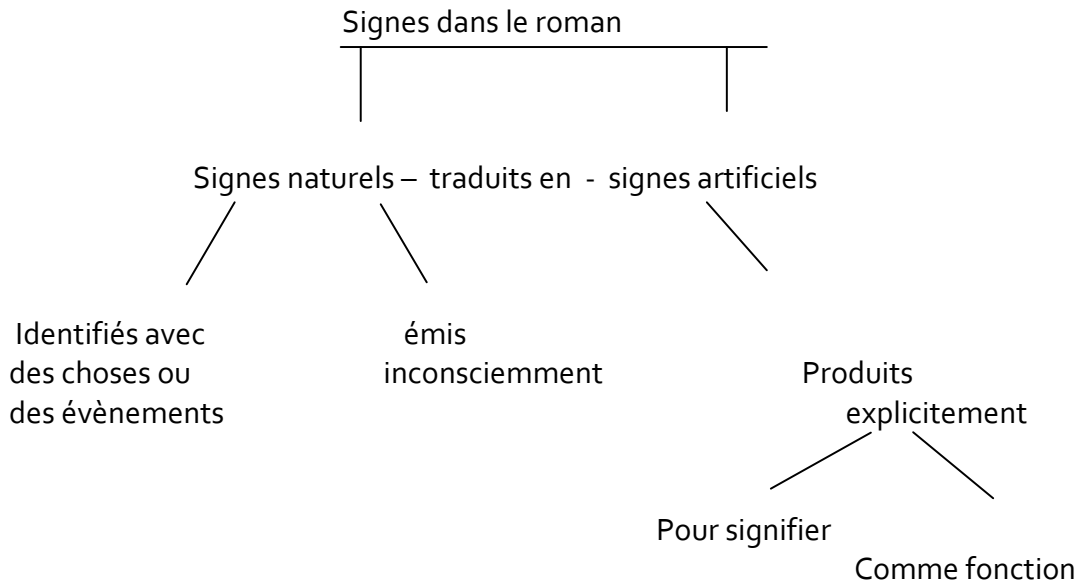 Signes dans le roman
Signes naturels – traduits en - signes artificiels
Identifiés avec
des choses ou
des évènements
émis
inconsciemment
Produits
explicitement
Pour signifier
Comme fonction